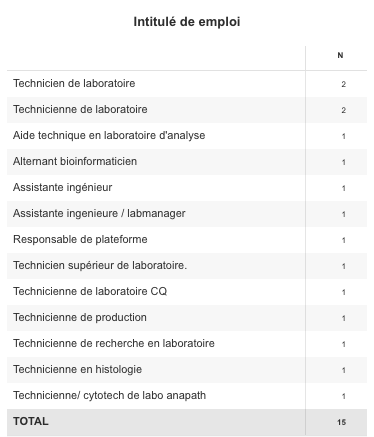 Intitulé de emploi
N
Technicien de laboratoire 2
Technicienne de laboratoire 2
Aide technique en laboratoire d'analyse 1
Alternant bioinformaticien 1
Assistante ingénieur 1
Assistante ingenieure / labmanager 1
Responsable de plateforme 1
Technicien supérieur de laboratoire. 1
Technicienne de laboratoire CQ 1
Technicienne de production 1
Technicienne de recherche en laboratoire 1
Technicienne en histologie 1
Technicienne/ cytotech de labo anapath 1
TOTAL 15